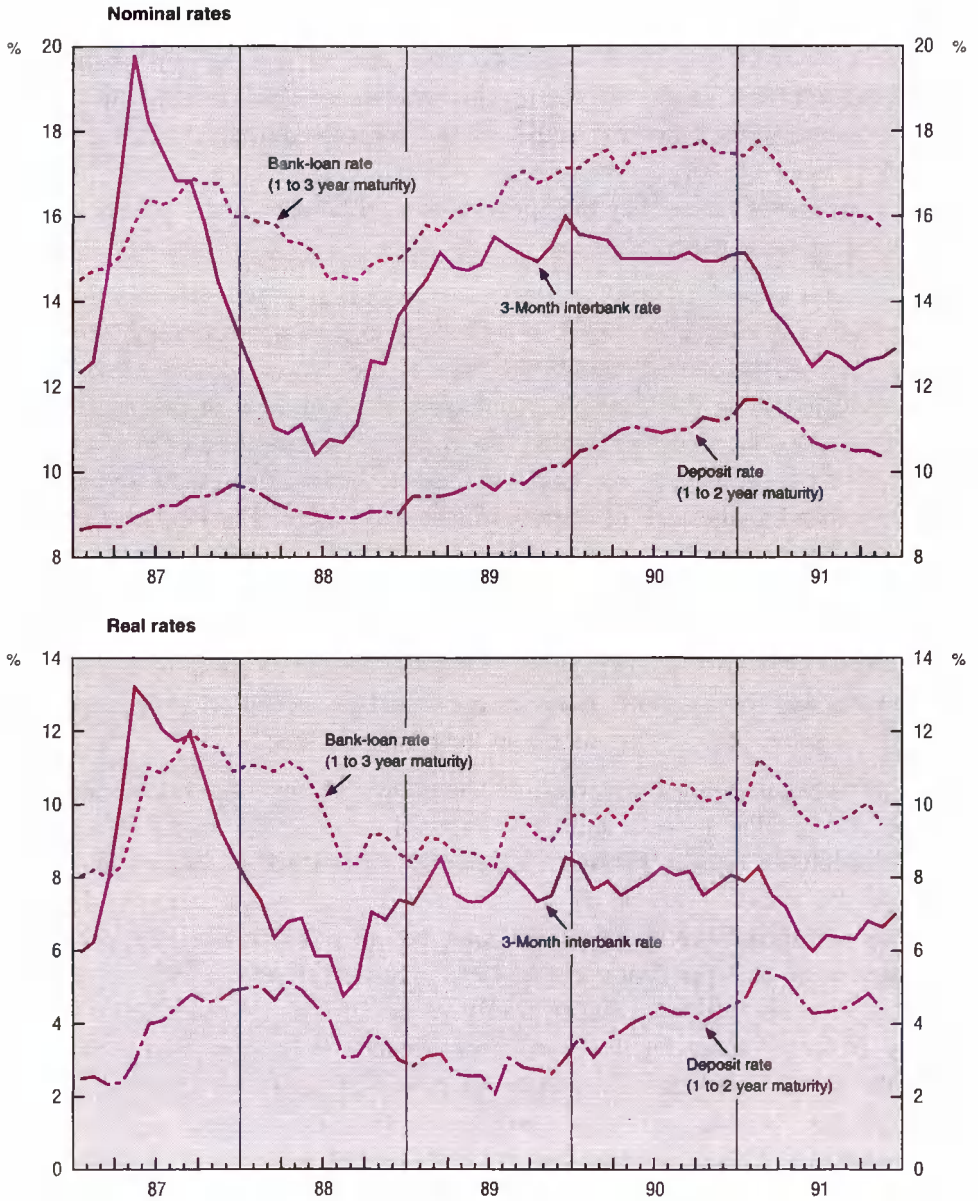 Nominal rates
% 20 20 %
18 18
16 16
14 14
12 12
10 10
8 8
Bank-loan rate
(1 to 3 year maturity)
3-Month interbank rate
Deposit rate
(1 to 2 year maturity)
87 88 89 90 91
Real rates
% 14 14 %
12 12
10 10
8 8
6 6
4 4
2 2
0 0
Bank-loan rate
(1 to 3 year maturity)
3-Month interbank rate
Deposit rate
(1 to 2 year maturity)
87 88 89 90 91